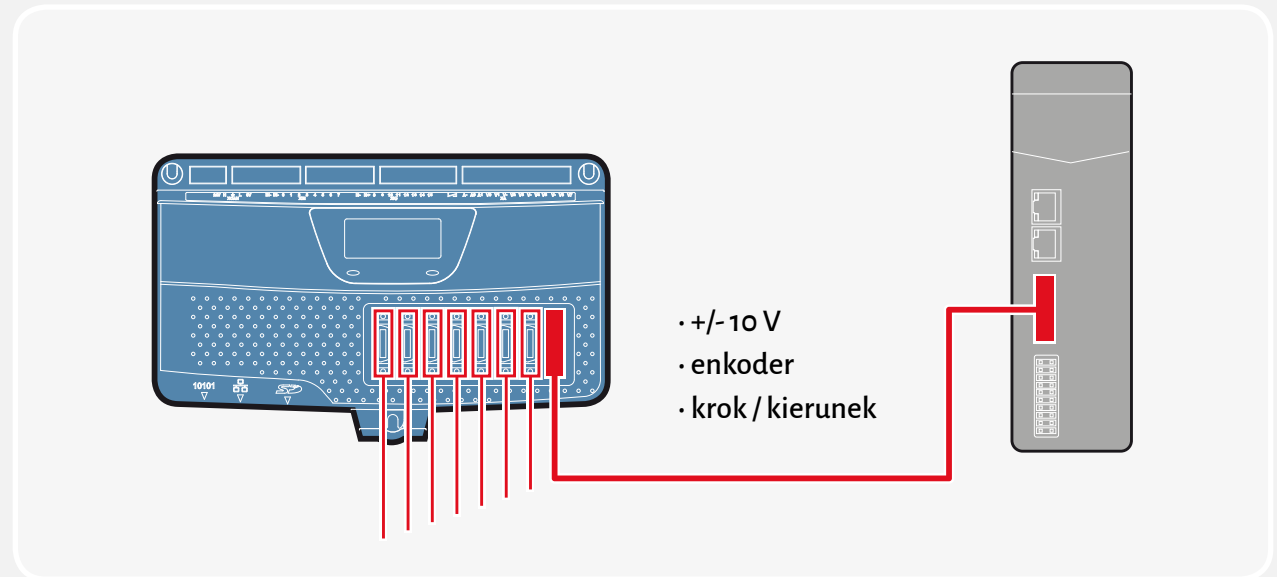 · +/- 10 V
· enkoder
· krok / kierunek
10101